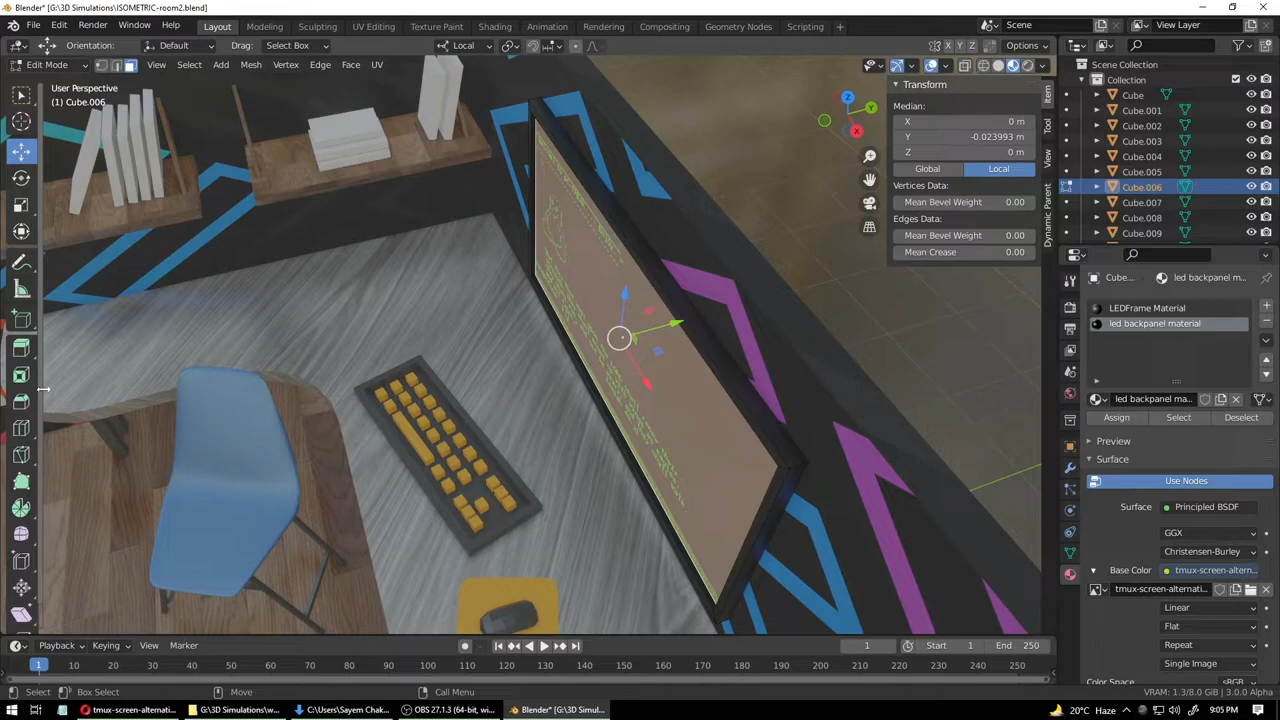 Blender* [G:\3D Simulations\ISOMETRIC-room2.blend]
File Edit Render Window Help Layout Modeling Sculpting UV Editing Texture Paint Shading Animation Rendering Compositing Geometry Nodes Scripting + Scene View Layer
Orientation: Default Drag: Select Box Local X Y Z Options
Edit Mode View Select Add Mesh Vertex Edge Face UV
User Perspective
(1) Cube.006
Z
Y
X
Transform
Median:
X 0 m
Y -0.023993 m
Z 0 m
Global Local
Vertices Data:
Mean Bevel Weight 0.00
Edges Data:
Mean Bevel Weight 0.00
Mean Crease 0.00
Item
Tool
View
Dynamic Parent
Scene Collection
Collection
Cube
Cube.001
Cube.002
Cube.003
Cube.004
Cube.005
Cube.006
Cube.007
Cube.008
Cube.009
Cube... led backpanel m...
LEDFrame Material
led backpanel material
led backpanel ma...
Assign Select Deselect
Preview
Surface
Use Nodes
Surface Principled BSDF
GGX
Christensen-Burley
Base Color tmux-screen-altern...
tmux-screen-alternati...
Linear
Flat
Repeat
Single Image
Color Space sRGB
Playback Keying View Marker 1 Start 1 End 250
1 10 20 30 40 50 60 70 80 90 100 110 120 130 140 150 160 170 180 190 200 210 220 230 240 250
Select Box Select Move Call Menu VRAM: 1.3/8.0 GiB | 3.0.0 Alpha
tmux-screen-alternati... G:\3D Simulations\w... C:\Users\Sayem Chak... OBS 27.1.3 (64-bit, wi... Blender* [G:\3D Simul... 20°C Haze 9:05 PM